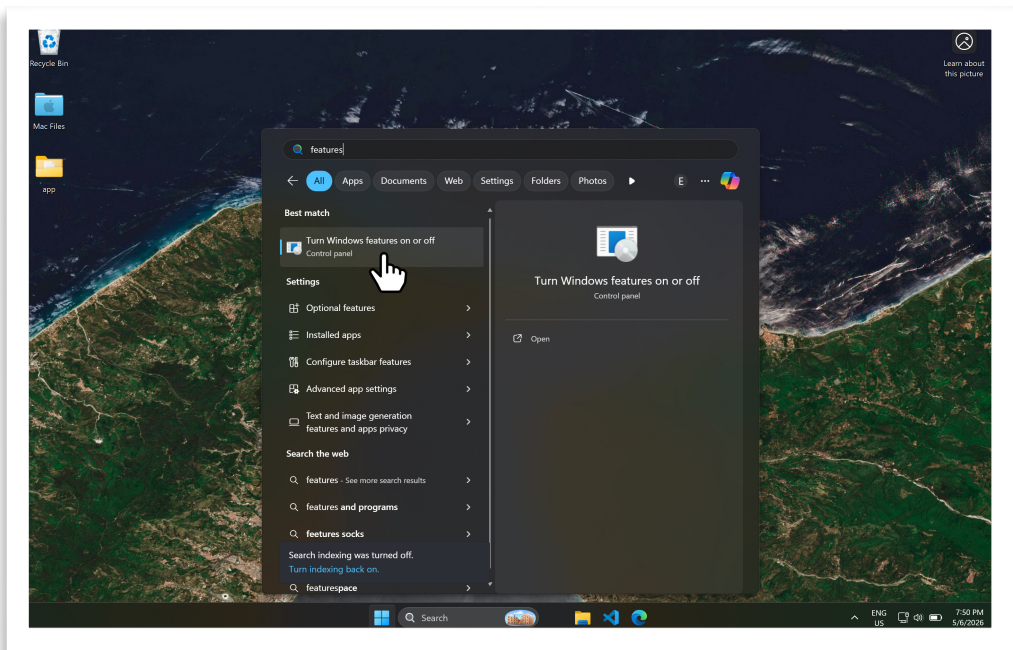 Recycle Bin
Mac Files
app
Learn about
this picture
features
All Apps Documents Web Settings Folders Photos E
Best match
Turn Windows features on or off
Control panel
Settings
Optional features
Installed apps
Configure taskbar features
Advanced app settings
Text and image generation
features and apps privacy
Search the web
features - See more search results
features and programs
feetures socks
Search indexing was turned off.
Turn indexing back on.
featurespace
Turn Windows features on or off
Control panel
Open
Search
ENG
US
7:50 PM
5/6/2026